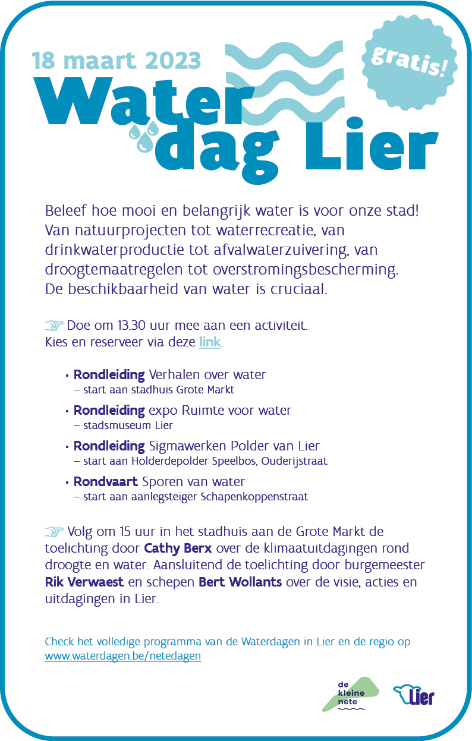 18 maart 2023
gratis!
Water
dag Lier
Beleef hoe mooi en belangrijk water is voor onze stad!
Van natuurprojecten tot waterrecreatie, van
drinkwaterproductie tot afvalwaterzuivering, van
droogtemaatregelen tot overstromingsbescherming.
De beschikbaarheid van water is cruciaal.
Doe om 13.30 uur mee aan een activiteit.
Kies en reserveer via deze link.
• Rondleiding Verhalen over water
– start aan stadhuis Grote Markt
• Rondleiding expo Ruimte voor water
– stadsmuseum Lier
• Rondleiding Sigmawerken Polder van Lier
– start aan Holderdepolder Speelbos, Ouderijstraat
• Rondvaart Sporen van water
– start aan aanlegsteiger Schapenkoppenstraat
Volg om 15 uur in het stadhuis aan de Grote Markt de
toelichting door Cathy Berx over de klimaatuitdagingen rond
droogte en water. Aansluitend de toelichting door burgemeester
Rik Verwaest en schepen Bert Wollants over de visie, acties en
uitdagingen in Lier.
Check het volledige programma van de Waterdagen in Lier en de regio op
www.waterdagen.be/netedagen
de
kleine
nete
Lier